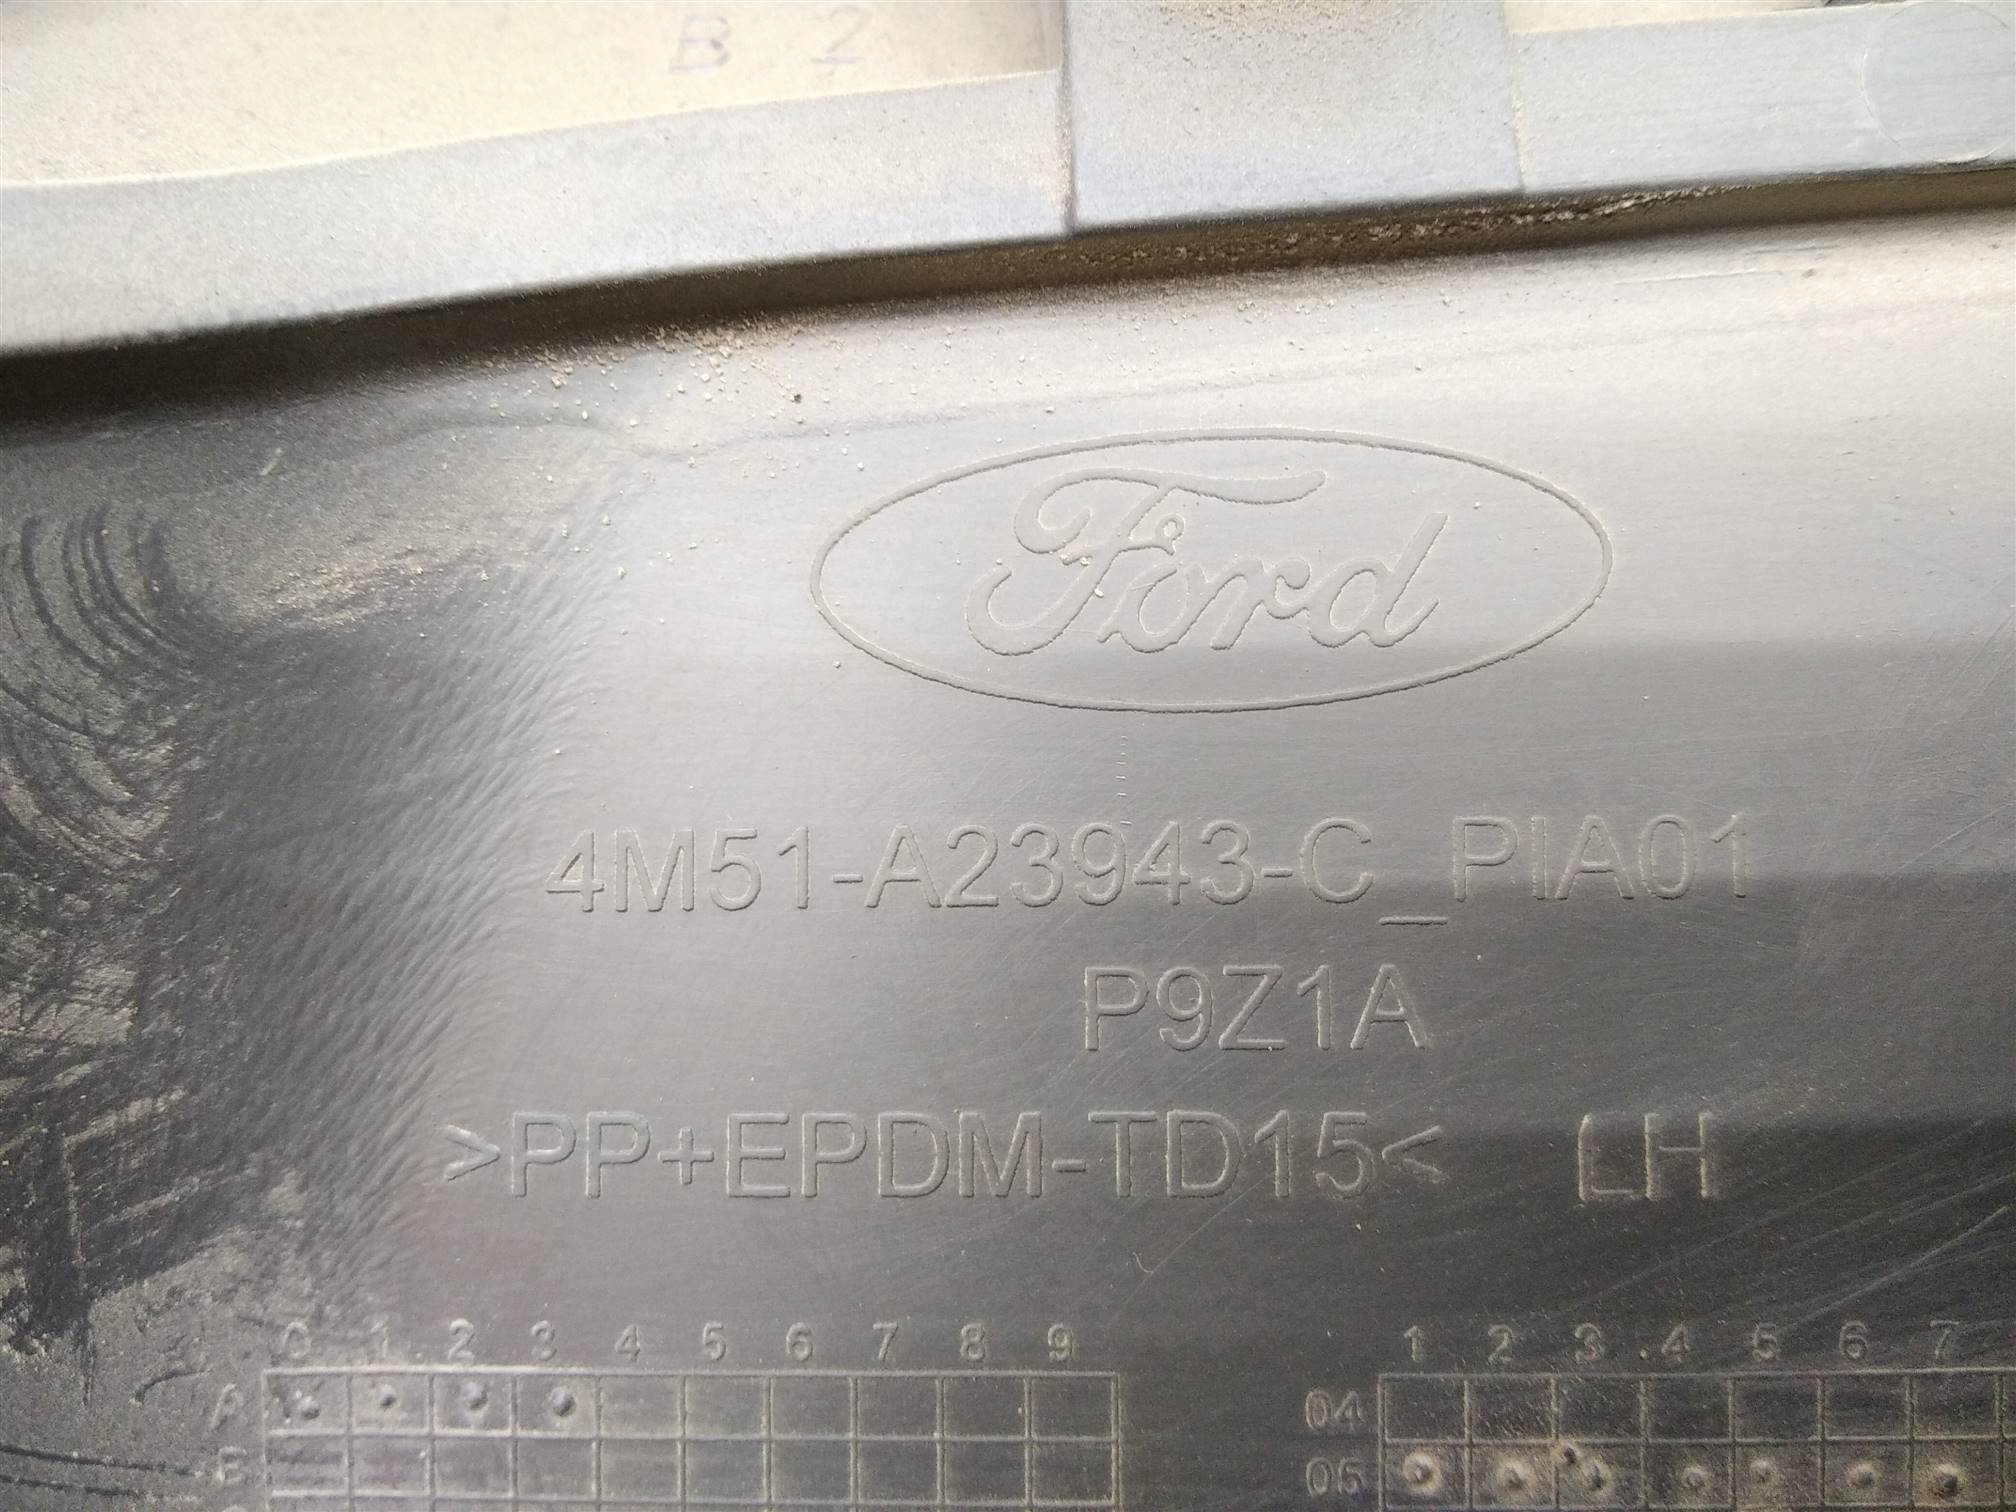 B 2
Ford
4M51-A23943-C_PIA01
P9Z1A
>PP+EPDM-TD15< LH
0 1 2 3 4 5 6 7 8 9
A
B
1 2 3 4 5 6 7
04
05